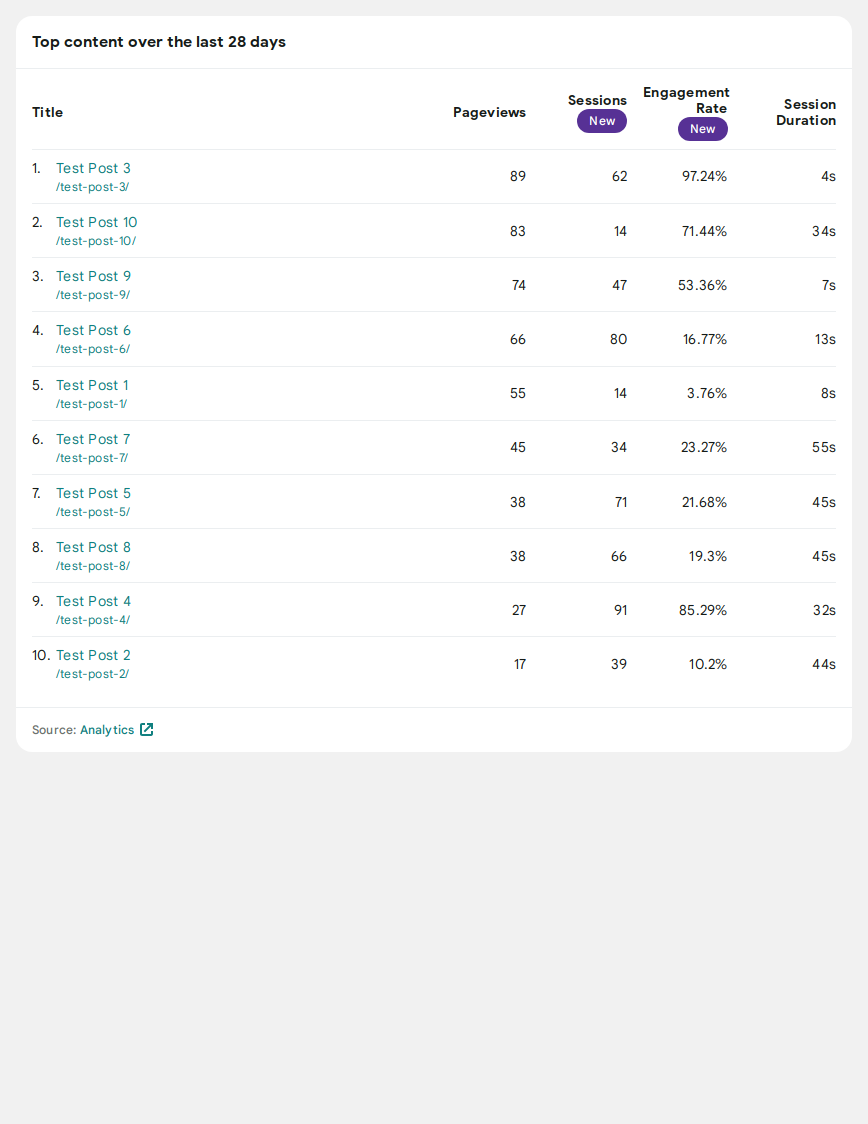 Top content over the last 28 days
Title Pageviews Sessions New Engagement Rate New Session Duration
1. Test Post 3 89 62 97.24% 4s
/test-post-3/
2. Test Post 10 83 14 71.44% 34s
/test-post-10/
3. Test Post 9 74 47 53.36% 7s
/test-post-9/
4. Test Post 6 66 80 16.77% 13s
/test-post-6/
5. Test Post 1 55 14 3.76% 8s
/test-post-1/
6. Test Post 7 45 34 23.27% 55s
/test-post-7/
7. Test Post 5 38 71 21.68% 45s
/test-post-5/
8. Test Post 8 38 66 19.3% 45s
/test-post-8/
9. Test Post 4 27 91 85.29% 32s
/test-post-4/
10. Test Post 2 17 39 10.2% 44s
/test-post-2/
Source: Analytics